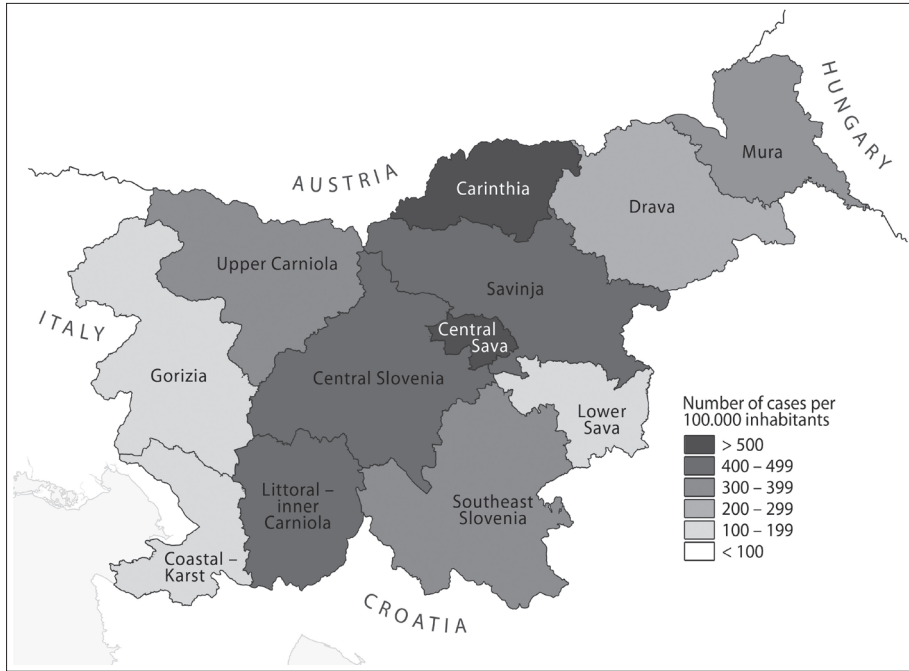 HUNGARY
AUSTRIA
Mura
Carinthia
Drava
Upper Carniola
Savinja
ITALY
Central
Sava
Gorizia
Central Slovenia
Lower
Sava
Littoral –
inner
Carniola
Southeast
Slovenia
Coastal –
Karst
CROATIA
Number of cases per
100.000 inhabitants
> 500
400 – 499
300 – 399
200 – 299
100 – 199
< 100